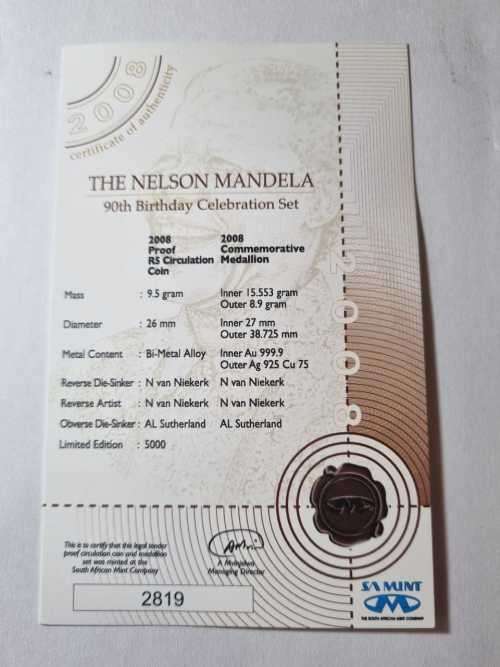 2008
certificate of authenticity
THE NELSON MANDELA
90th Birthday Celebration Set
2008 Proof R5 Circulation Coin
2008 Commemorative Medallion
Mass : 9.5 gram Inner 15.553 gram
Outer 8.9 gram
Diameter : 26 mm Inner 27 mm
Outer 38.725 mm
Metal Content : Bi-Metal Alloy Inner Au 999.9
Outer Ag 925 Cu 75
Reverse Die-Sinker : N van Niekerk N van Niekerk
Reverse Artist : N van Niekerk N van Niekerk
Obverse Die-Sinker : AL Sutherland AL Sutherland
Limited Edition : 5000
2008
This is to certify that this legal tender
proof circulation coin and medallion
set was minted at the
South African Mint Company
Managing Director
2819
SA MINT
THE SOUTH AFRICAN MINT COMPANY